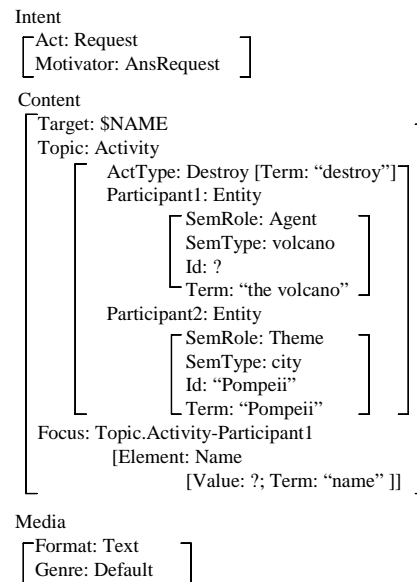 Intent
Act: Request
Motivator: AnsRequest
Content
Target: $NAME
Topic: Activity
ActType: Destroy [Term: “destroy”]
Participant1: Entity
SemRole: Agent
SemType: volcano
Id: ?
Term: “the volcano”
Participant2: Entity
SemRole: Theme
SemType: city
Id: “Pompeii”
Term: “Pompeii”
Focus: Topic.Activity-Participant1
[Element: Name
[Value: ?; Term: “name” ]]
Media
Format: Text
Genre: Default